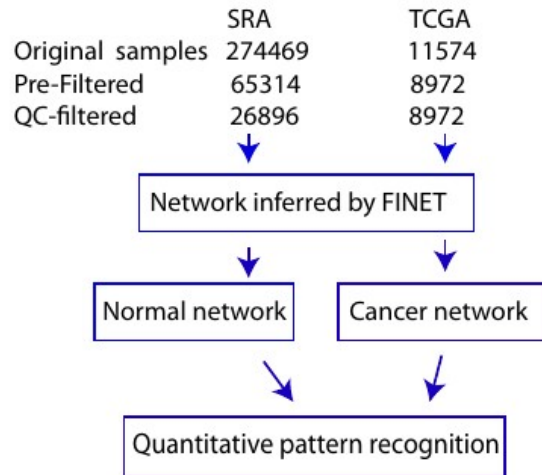 SRA TCGA
Original samples 274469 11574
Pre-Filtered 65314 8972
QC-filtered 26896 8972
Network inferred by FINET
Normal network Cancer network
Quantitative pattern recognition